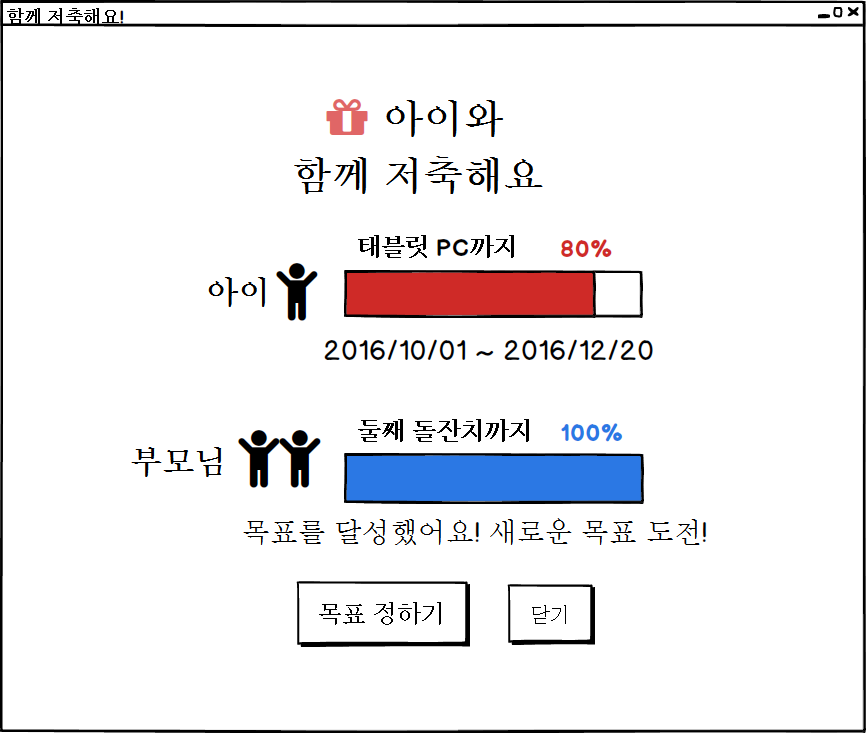 함께 저축해요!
아이와
함께 저축해요
태블릿 PC까지 80%
아이
2016/10/01 ~ 2016/12/20
둘째 돌잔치까지 100%
부모님
목표를 달성했어요! 새로운 목표 도전!
목표 정하기 닫기